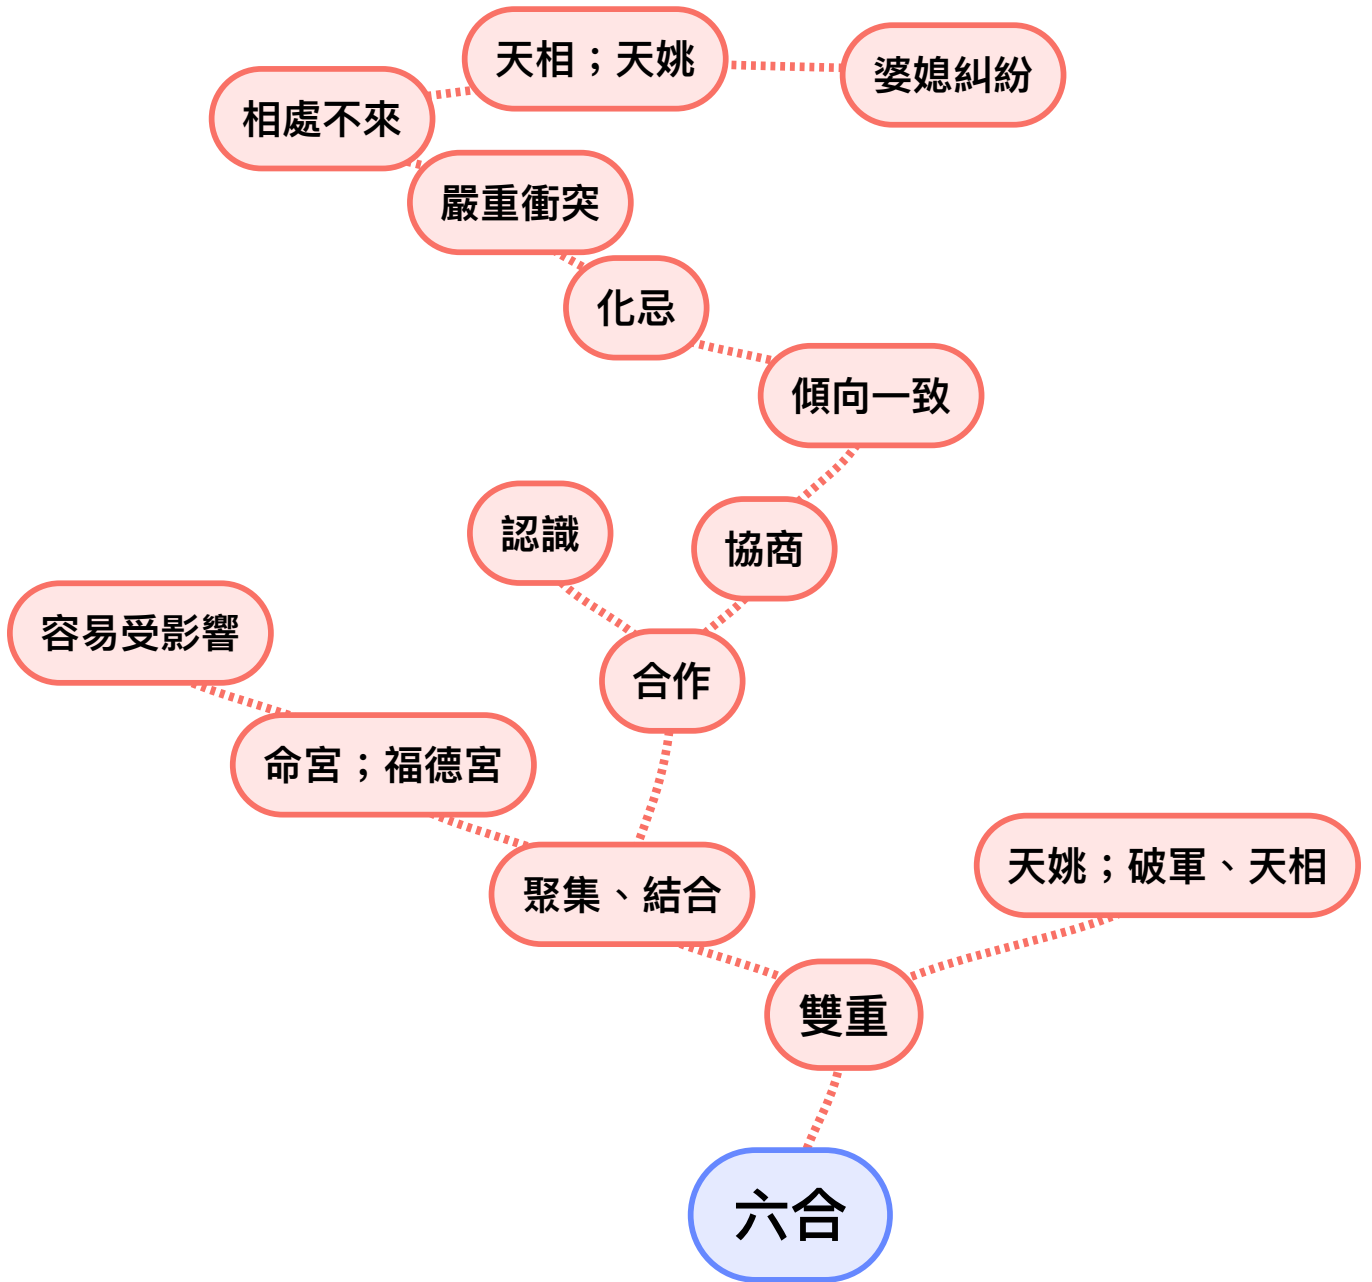 天相；天姚
婆媳糾紛
相處不來
嚴重衝突
化忌
傾向一致
認識
協商
容易受影響
合作
命宮；福德宮
天姚；破軍、天相
聚集、結合
雙重
六合